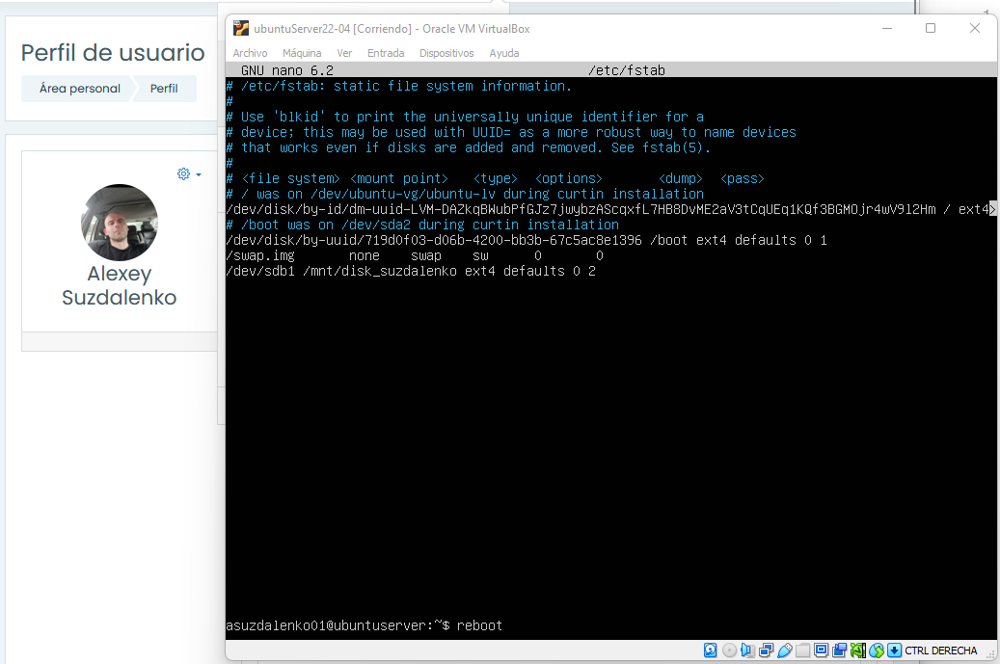 Perfil de usuario
Área personal
Perfil
Alexey
Suzdalenko
ubuntuServer22-04 [Corriendo] - Oracle VM VirtualBox
Archivo Máquina Ver Entrada Dispositivos Ayuda
GNU nano 6.2 /etc/fstab
# /etc/fstab: static file system information.
#
# Use 'blkid' to print the universally unique identifier for a
# device; this may be used with UUID= as a more robust way to name devices
# that works even if disks are added and removed. See fstab(5).
#
# <file system> <mount point> <type> <options> <dump> <pass>
# / was on /dev/ubuntu-vg/ubuntu-lv during curtin installation
/dev/disk/by-id/dm-uuid-LVM-DAZkqBWubPfGJz7jwybzAScqxfL7HB8DvME2aV3tCqUEq1KQf3BGMOjr4wV9l2Hm / ext4>
# /boot was on /dev/sda2 during curtin installation
/dev/disk/by-uuid/719d0f03-d06b-4200-bb3b-67c5ac8e1396 /boot ext4 defaults 0 1
/swap.img none swap sw 0 0
/dev/sdb1 /mnt/disk_suzdalenko ext4 defaults 0 2
asuzdalenko01@ubuntuserver:~$ reboot
CTRL DERECHA